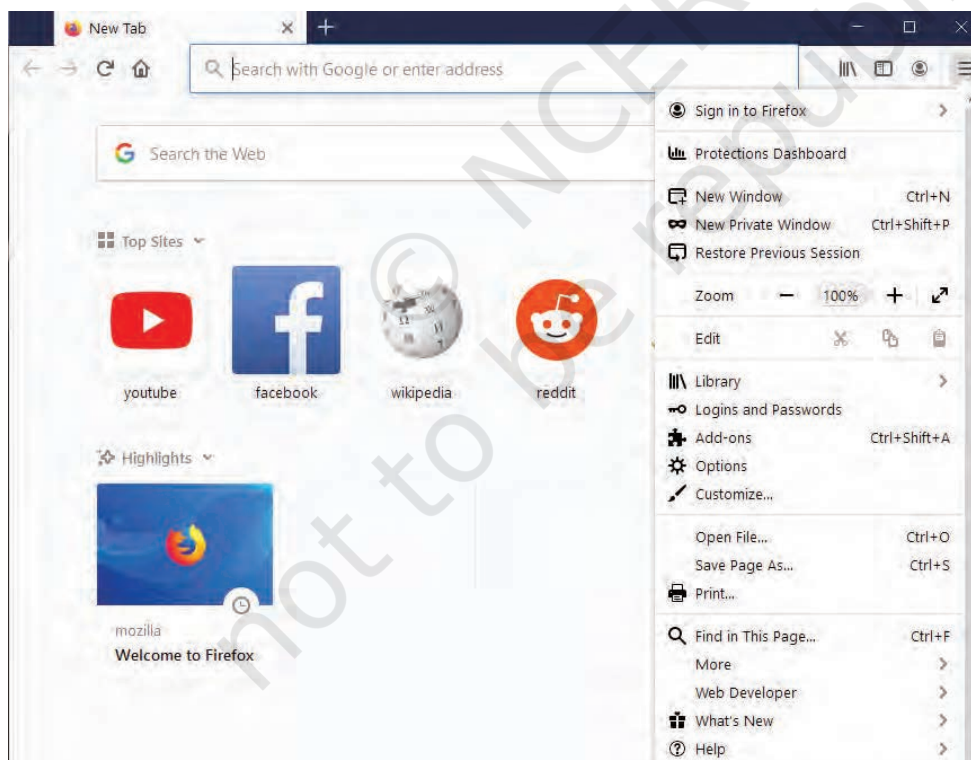 New Tab
Search with Google or enter address
Sign in to Firefox
Protections Dashboard
New Window Ctrl+N
New Private Window Ctrl+Shift+P
Restore Previous Session
Zoom 100%
Edit
Library
Logins and Passwords
Add-ons Ctrl+Shift+A
Options
Customize...
Open File... Ctrl+O
Save Page As... Ctrl+S
Print...
Find in This Page... Ctrl+F
More
Web Developer
What's New
Help
Search the Web
Top Sites
youtube facebook wikipedia reddit
Highlights
mozilla
Welcome to Firefox
© NCER
not to be republ